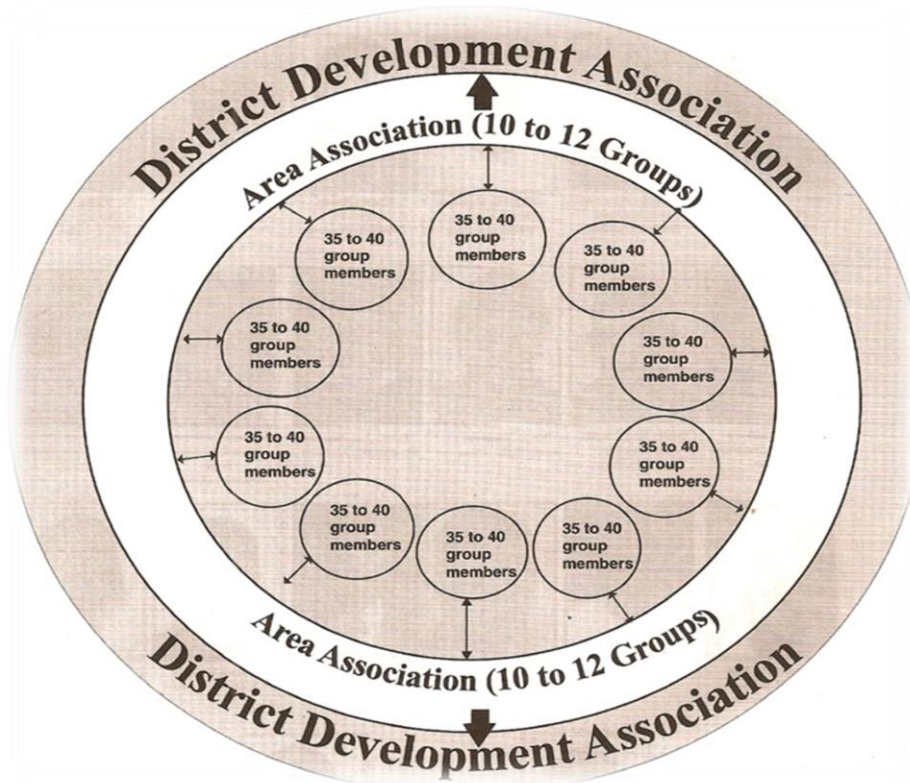 District Development Association
Area Association (10 to 12 Groups)
35 to 40
group
members
35 to 40
group
members
35 to 40
group
members
35 to 40
group
members
35 to 40
group
members
35 to 40
group
members
35 to 40
group
members
35 to 40
group
members
35 to 40
group
members
35 to 40
group
members
Area Association (10 to 12 Groups)
District Development Association